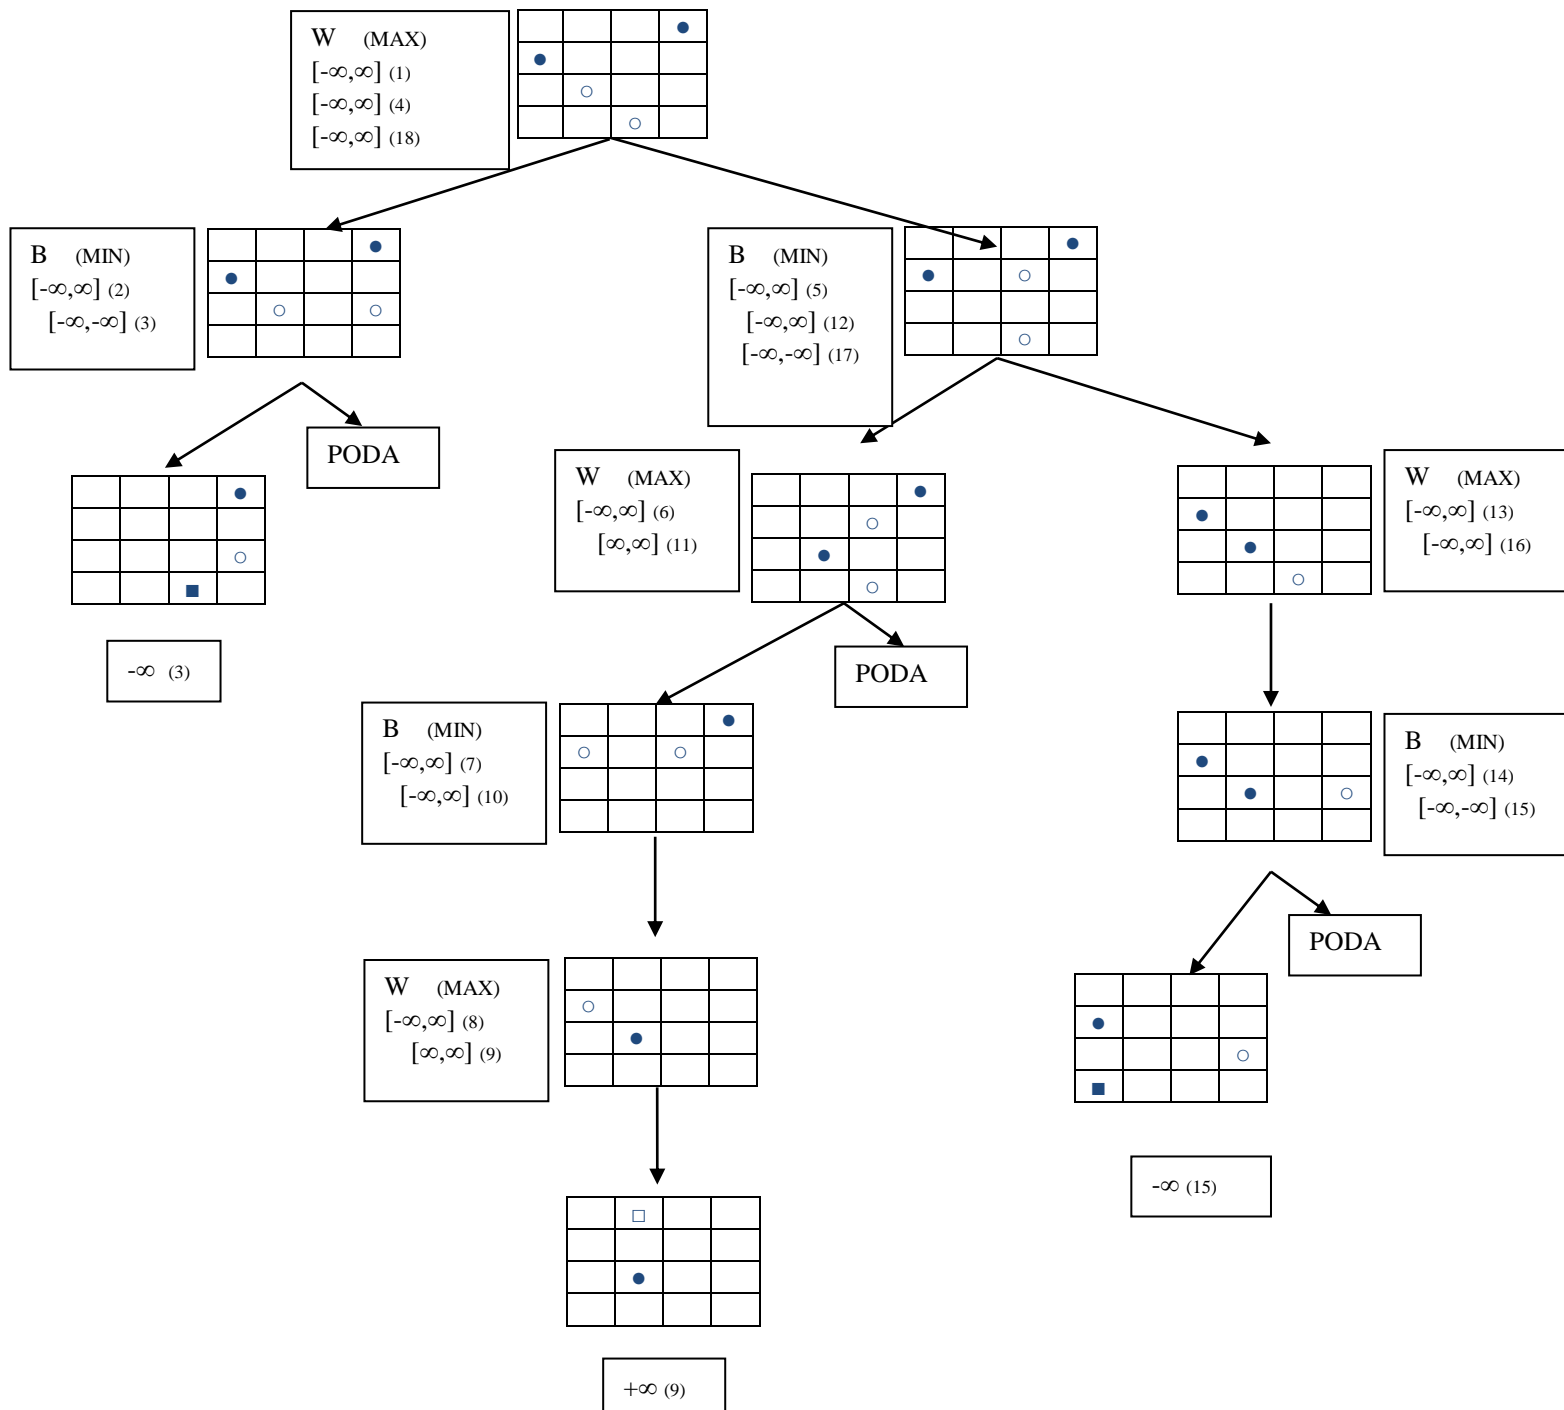 W (MAX)
[-∞,∞] (1)
[-∞,∞] (4)
[-∞,∞] (18)
B (MIN)
[-∞,∞] (2)
[-∞,-∞] (3)
B (MIN)
[-∞,∞] (5)
[-∞,∞] (12)
[-∞,-∞] (17)
PODA
W (MAX)
[-∞,∞] (6)
[∞,∞] (11)
W (MAX)
[-∞,∞] (13)
[-∞,∞] (16)
-∞ (3)
PODA
B (MIN)
[-∞,∞] (7)
[-∞,∞] (10)
B (MIN)
[-∞,∞] (14)
[-∞,-∞] (15)
PODA
W (MAX)
[-∞,∞] (8)
[∞,∞] (9)
-∞ (15)
+∞ (9)